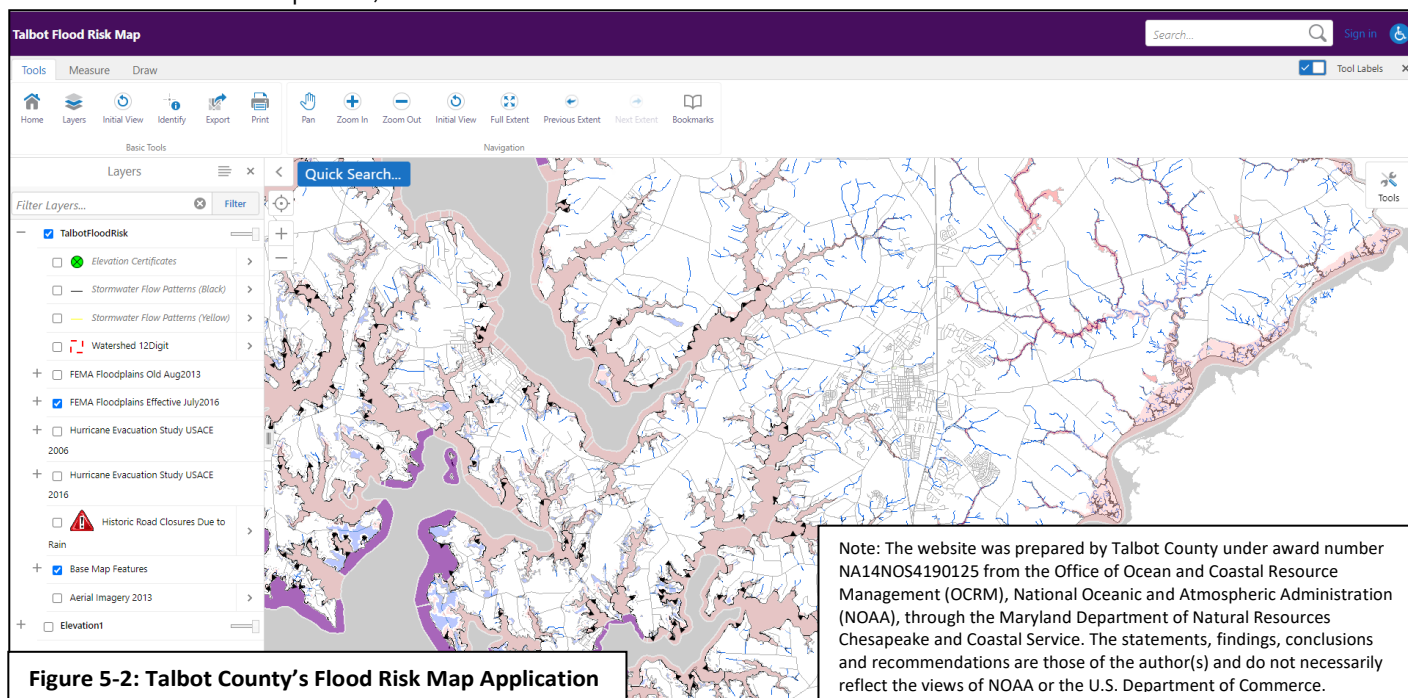 Talbot Flood Risk Map
Search...
Sign in
Tools Measure Draw
Tool Labels
Home Layers Initial View Identify Export Print
Pan Zoom In Zoom Out Initial View Full Extent Previous Extent Next Extent Bookmarks
Basic Tools
Navigation
Layers
Quick Search...
Tools
Filter Layers...
Filter
TalbotFloodRisk
Elevation Certificates
Stormwater Flow Patterns (Black)
Stormwater Flow Patterns (Yellow)
Watershed 12Digit
FEMA Floodplains Old Aug2013
FEMA Floodplains Effective July2016
Hurricane Evacuation Study USACE
2006
Hurricane Evacuation Study USACE
2016
Historic Road Closures Due to
Rain
Base Map Features
Aerial Imagery 2013
Elevation1
Note: The website was prepared by Talbot County under award number
NA14NOS4190125 from the Office of Ocean and Coastal Resource
Management (OCRM), National Oceanic and Atmospheric Administration
(NOAA), through the Maryland Department of Natural Resources
Chesapeake and Coastal Service. The statements, findings, conclusions
and recommendations are those of the author(s) and do not necessarily
reflect the views of NOAA or the U.S. Department of Commerce.
Figure 5-2: Talbot County's Flood Risk Map Application